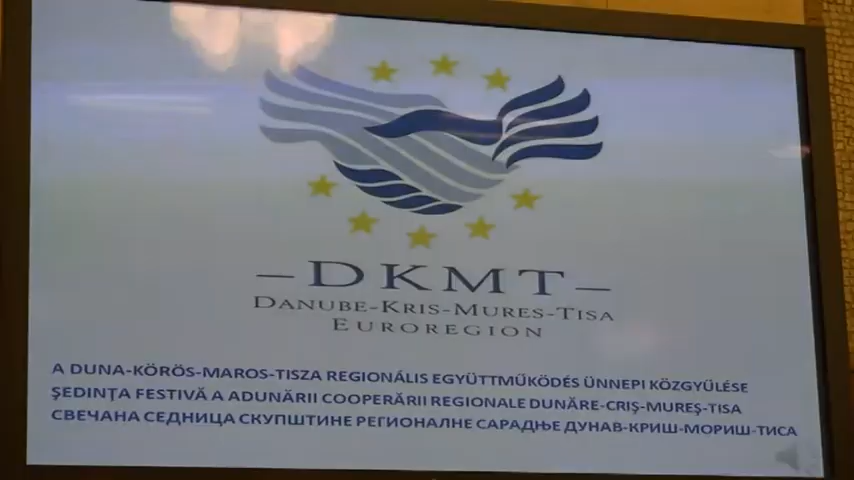 –DKMT–
DANUBE-KRIS-MURES-TISA
EUROREGION
A DUNA-KÖRÖS-MAROS-TISZA REGIONÁLIS EGYÜTTMŰKÖDÉS ÜNNEPI KÖZGYŰLÉSE
ŞEDINŢA FESTIVĂ A ADUNĂRII COOPERĂRII REGIONALE DUNĂRE-CRIŞ-MUREŞ-TISA
СВЕЧАНА СЕДНИЦА СКУПШТИНЕ РЕГИОНАЛНЕ САРАДЊЕ ДУНАВ-КРИШ-МОРИШ-ТИСА